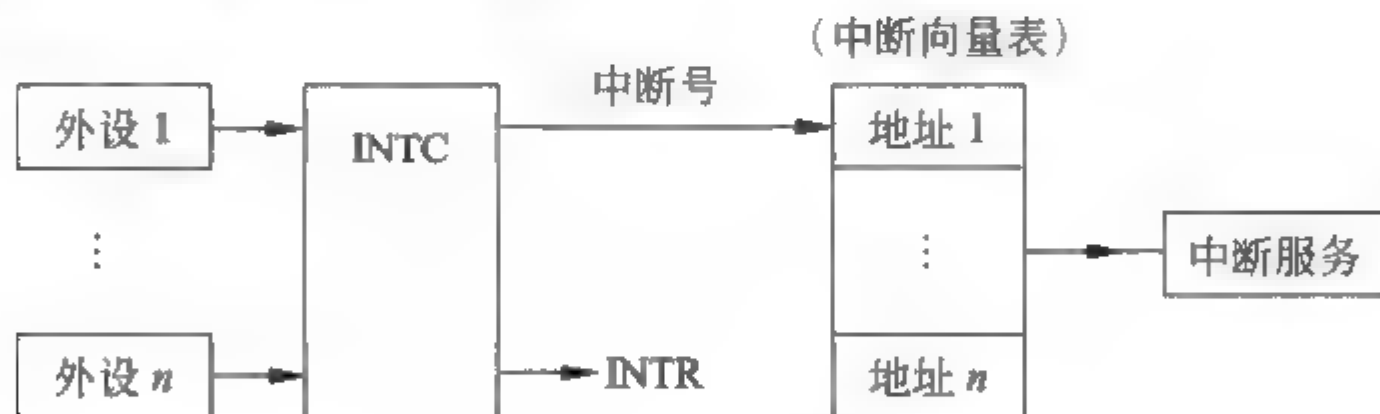 (中断向量表)
中断号
外设 1
INTC
地址 1
⋮
⋮
中断服务
外设 n
INTR
地址 n